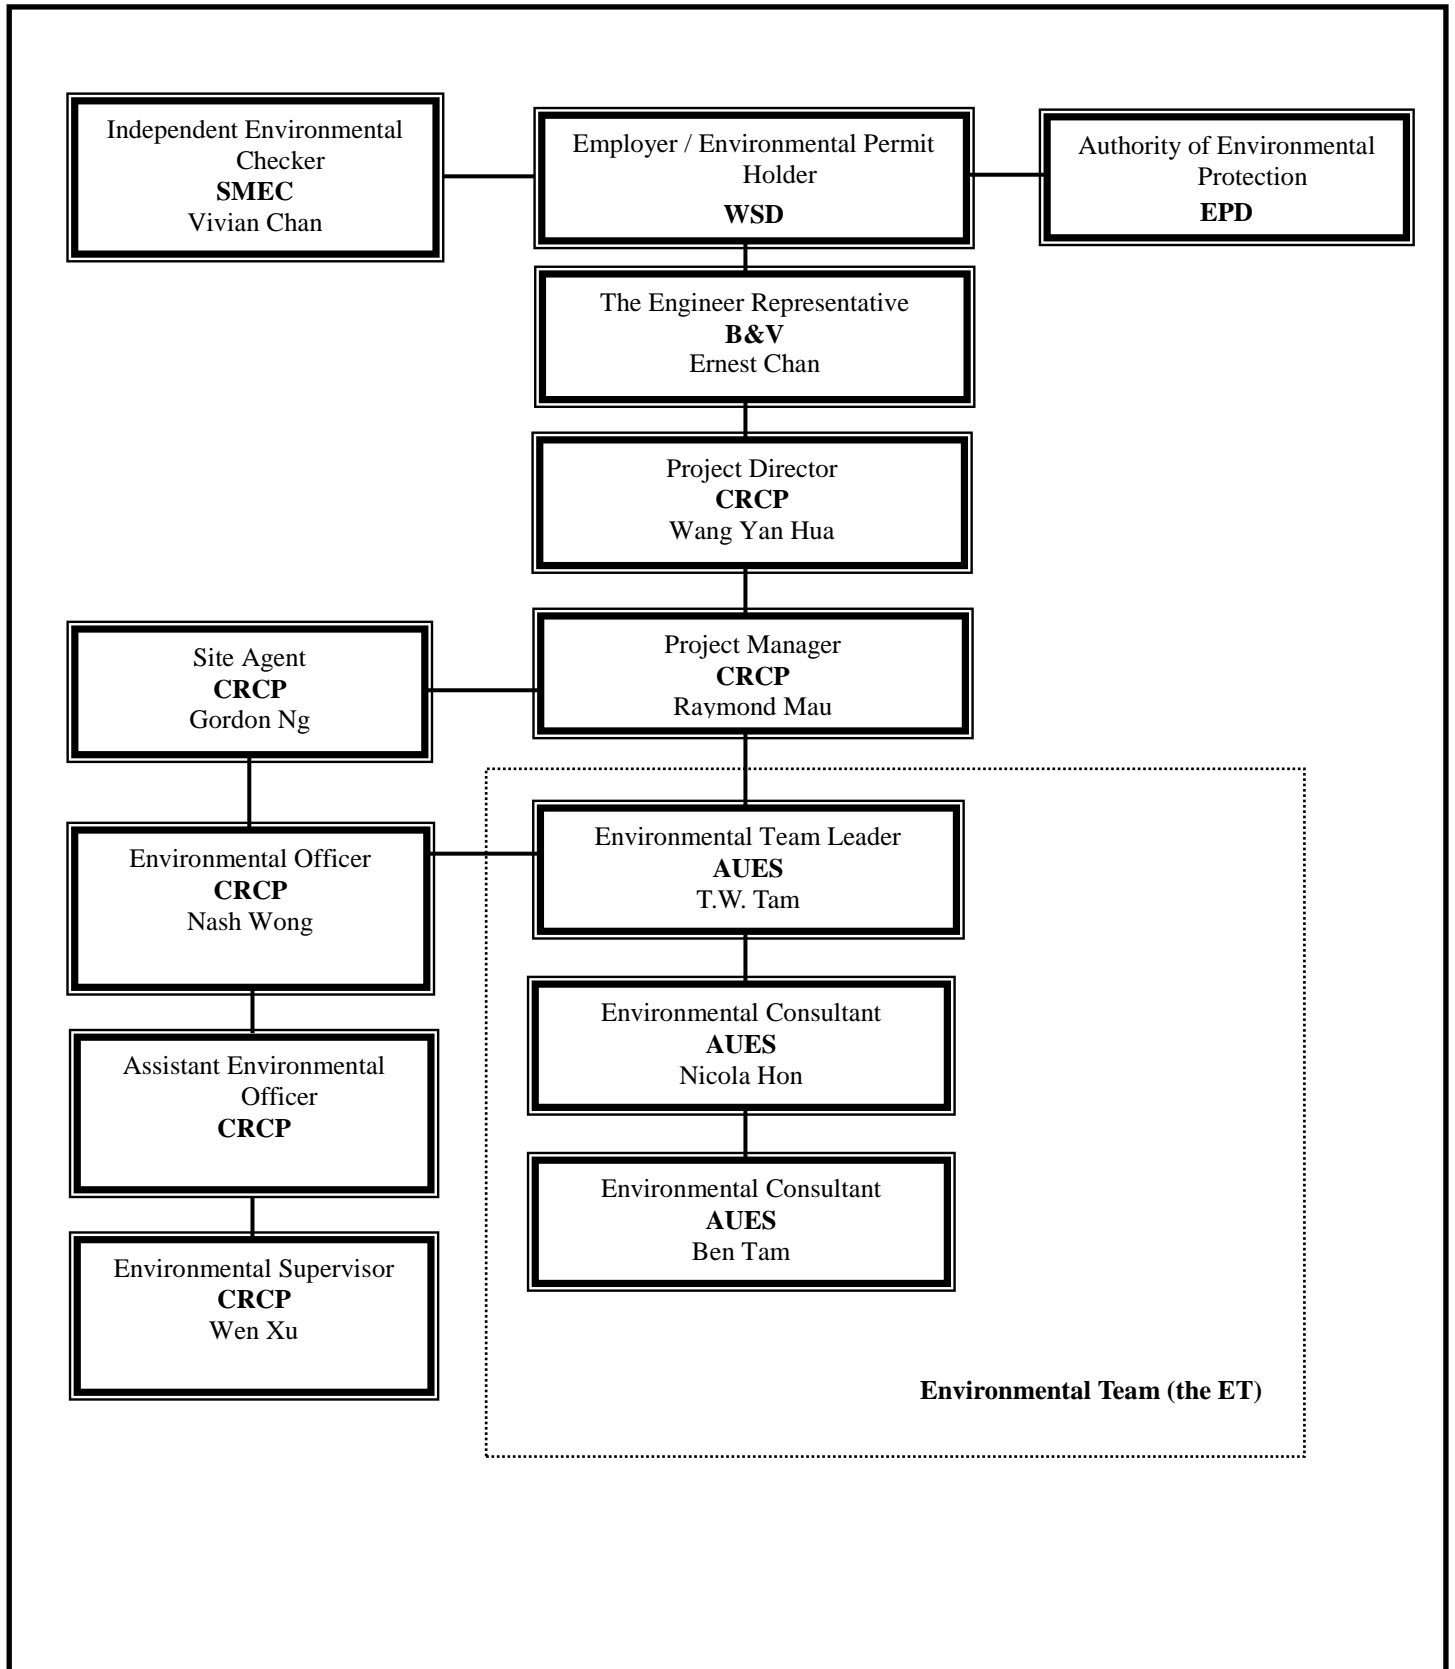 Independent Environmental
Checker
SMEC
Vivian Chan
Employer / Environmental Permit
Holder
WSD
Authority of Environmental
Protection
EPD
The Engineer Representative
B&V
Ernest Chan
Project Director
CRCP
Wang Yan Hua
Project Manager
CRCP
Raymond Mau
Site Agent
CRCP
Gordon Ng
Environmental Team Leader
AUES
T.W. Tam
Environmental Officer
CRCP
Nash Wong
Environmental Consultant
AUES
Nicola Hon
Assistant Environmental
Officer
CRCP
Environmental Consultant
AUES
Ben Tam
Environmental Supervisor
CRCP
Wen Xu
Environmental Team (the ET)